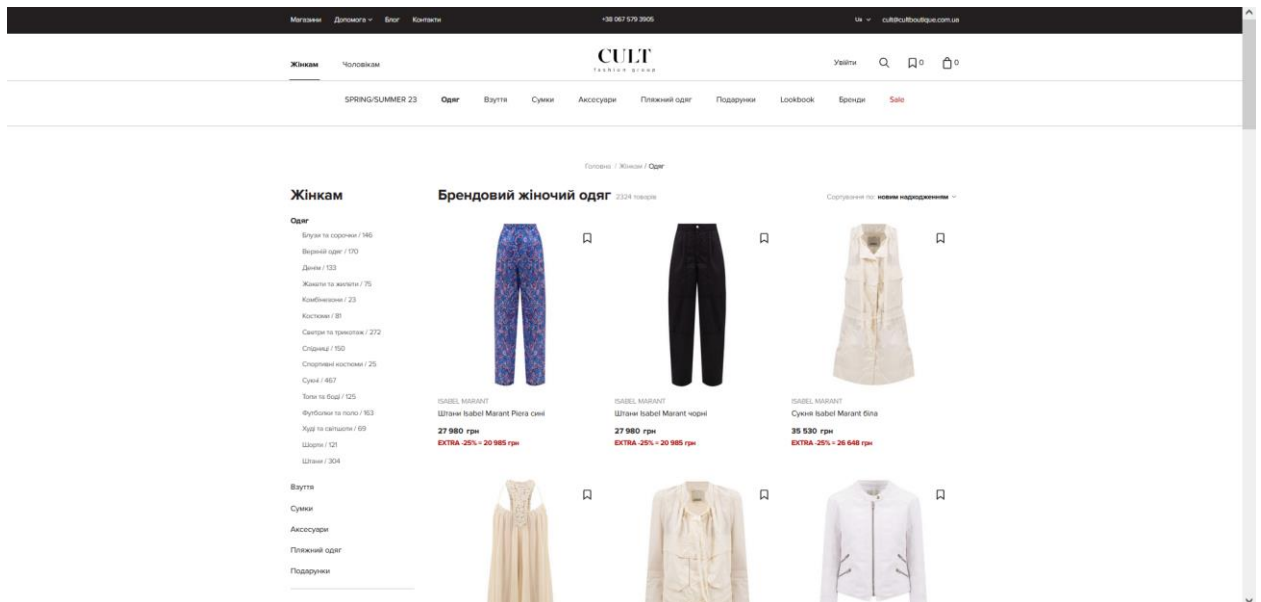 Магазини Допомога Блог Контакти +38 067 579 3905 Ua cult@cultboutique.com.ua
Жінкам Чоловікам CULT Увійти 0 0
fashion group
SPRING/SUMMER 23 Одяг Взуття Сумки Аксесуари Пляжний одяг Подарунки Lookbook Бренди Sale
Головна / Жінкам / Одяг
Жінкам
Одяг
Блузи та сорочки / 146
Верхній одяг / 170
Денім / 133
Жакети та жилети / 75
Комбінезони / 23
Костюми / 81
Светри та трикотаж / 272
Спідниці / 150
Спортивні костюми / 25
Сукні / 467
Топи та боді / 125
Футболки та поло / 163
Худі та світшоти / 69
Шорти / 121
Штани / 304
Взуття
Сумки
Аксесуари
Пляжний одяг
Подарунки
Брендовий жіночий одяг 2324 товарів
Сортування по: новим надходженням
ISABEL MARANT
Штани Isabel Marant Piera сині
27 980 грн
EXTRA -25% = 20 985 грн
ISABEL MARANT
Штани Isabel Marant чорні
27 980 грн
EXTRA -25% = 20 985 грн
ISABEL MARANT
Сукня Isabel Marant біла
35 530 грн
EXTRA -25% = 26 648 грн